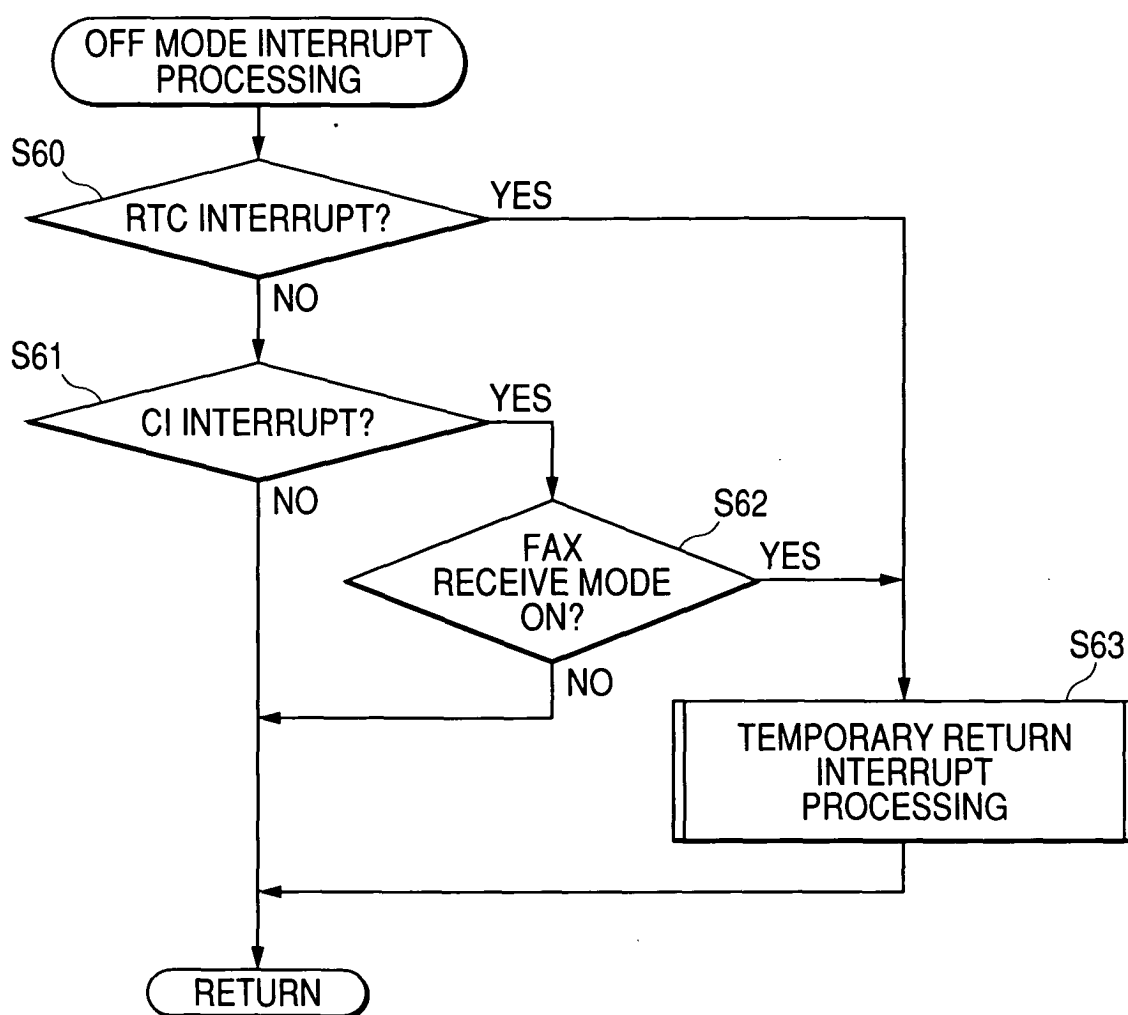 OFF MODE INTERRUPT
PROCESSING
S60
RTC INTERRUPT?
YES
NO
S61
CI INTERRUPT?
YES
NO
S62
FAX
RECEIVE MODE
ON?
YES
NO
S63
TEMPORARY RETURN
INTERRUPT
PROCESSING
RETURN